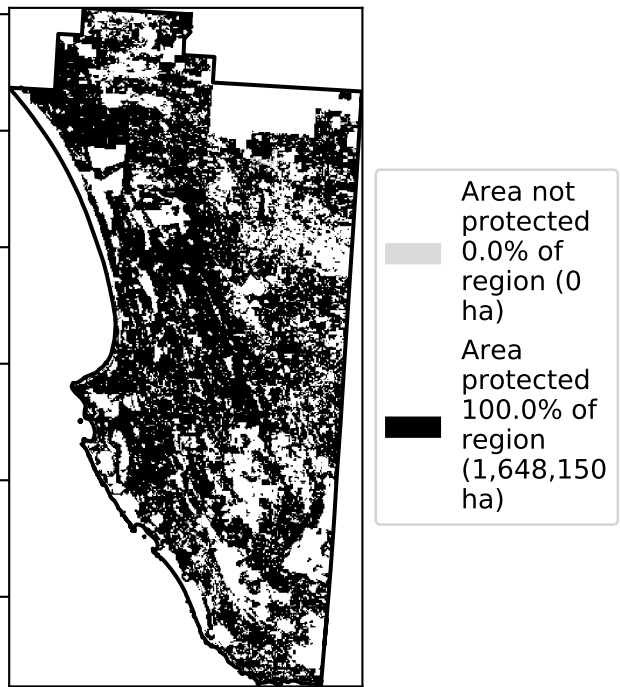 Area not
protected
0.0% of
region (0
ha)
Area
protected
100.0% of
region
(1,648,150
ha)